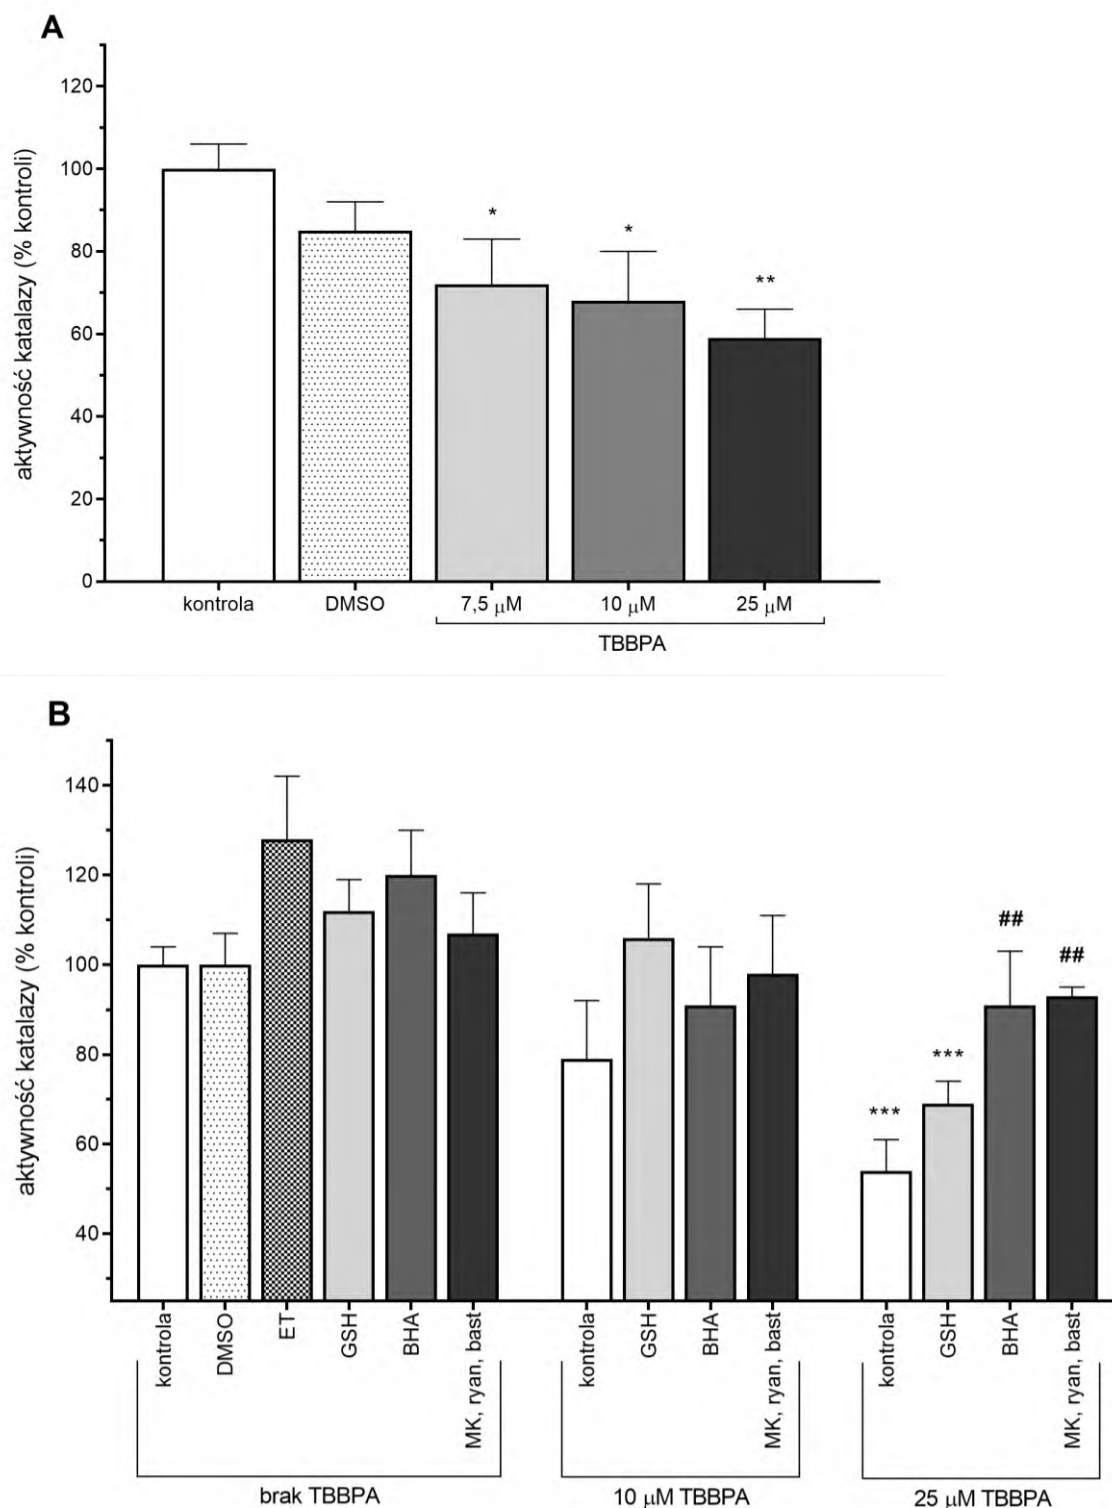 A
aktywność katalazy (% kontroli)
120
100
80
60
40
20
0
*
*
**
kontrola
DMSO
7,5 μM
10 μM
25 μM
TBBPA
B
aktywność katalazy (% kontroli)
140
120
100
80
60
40
***
***
##
##
kontrola
DMSO
ET
GSH
BHA
MK, ryan, bast
kontrola
GSH
BHA
MK, ryan, bast
kontrola
GSH
BHA
MK, ryan, bast
brak TBBPA
10 μM TBBPA
25 μM TBBPA